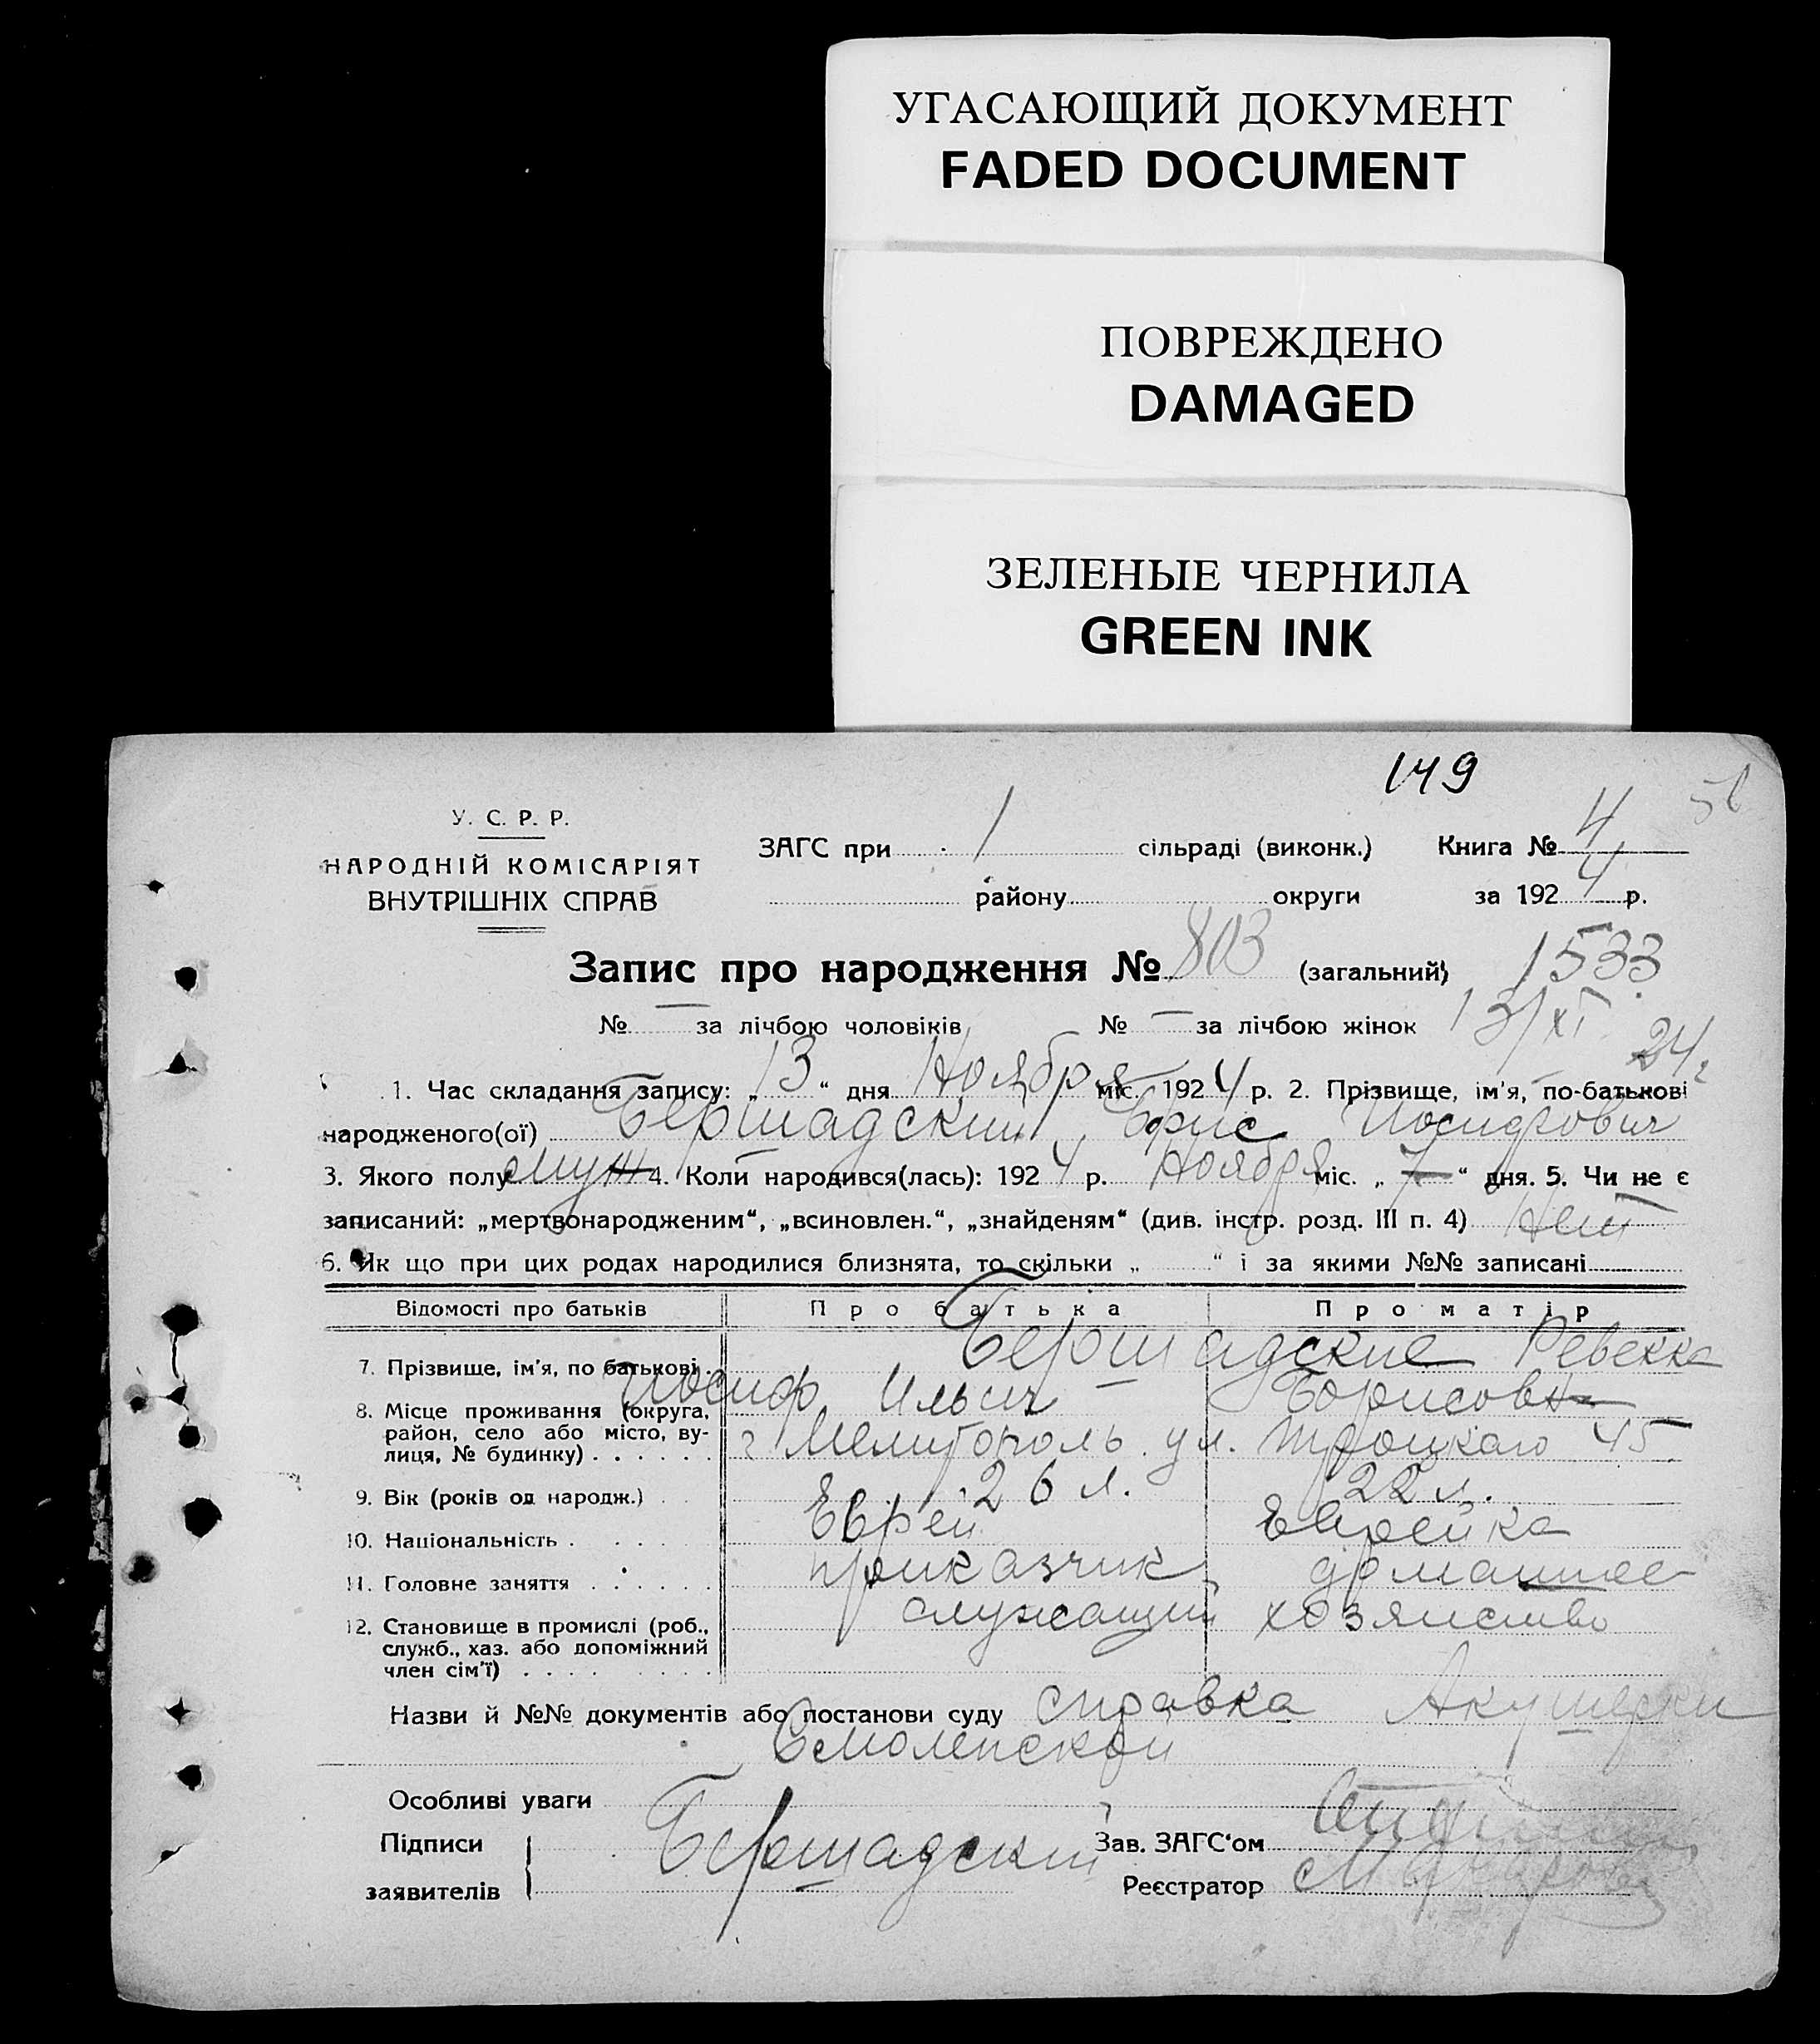 УГАСАЮЩИЙ ДОКУМЕНТ
FADED DOCUMENT
ПОВРЕЖДЕНО
DAMAGED
ЗЕЛЕНЫЕ ЧЕРНИЛА
GREEN INK
149
У. С. Р. Р.
НАРОДНІЙ КОМІСАРІЯТ
ВНУТРІШНІХ СПРАВ
ЗАГС при 1 сільраді (виконк.) Книга № 4
району округи за 1924 р.
Запис про народження № 803 (загальний) 1533
№ — за лічбою чоловіків № — за лічбою жінок 13/XI 24 г
1. Час складання запису: „13“ дня Ноября міс. 1924 р. 2. Прізвище, ім'я, по-батькові
народженого(ої) Бершадский Иосифович
3. Якого полу муж 4. Коли народився(лась): 1924 р. Ноября міс. „7“ дня. 5. Чи не є
записаний: „мертвонародженим“, „всиновлен.“, „знайденям“ (див. інстр. розд. III п. 4) Нет
6. Як що при цих родах народилися близнята, то скільки „ “ і за якими №№ записані
Відомості про батьків Про батька Про матір
7. Прізвище, ім'я, по батькові Бершадские Ревекка
Иосиф Ильич Борисовна
8. Місце проживання (округа, район, село або місто, вулиця, № будинку) г Мелитополь ул. Троцкаго 45
9. Вік (років од народж.) 26 л. 22 л.
10. Національність Еврей Еврейка
11. Головне заняття приказчик домашнее
12. Становище в промислі (роб., служб., хаз. або допоміжний член сім'ї) служащий хозяйство
Назви й №№ документів або постанови суду справка Акушерки
Смоленской
Особливі уваги
Підписи заявителів Бершадский
Зав. ЗАГС'ом
Реєстратор